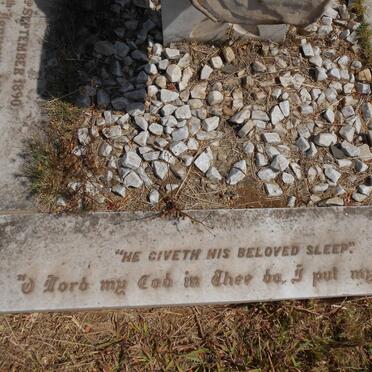 SEPTEMBER 1890
"HE GIVETH HIS BELOVED SLEEP"
"O Lord my God in Thee do, I put my